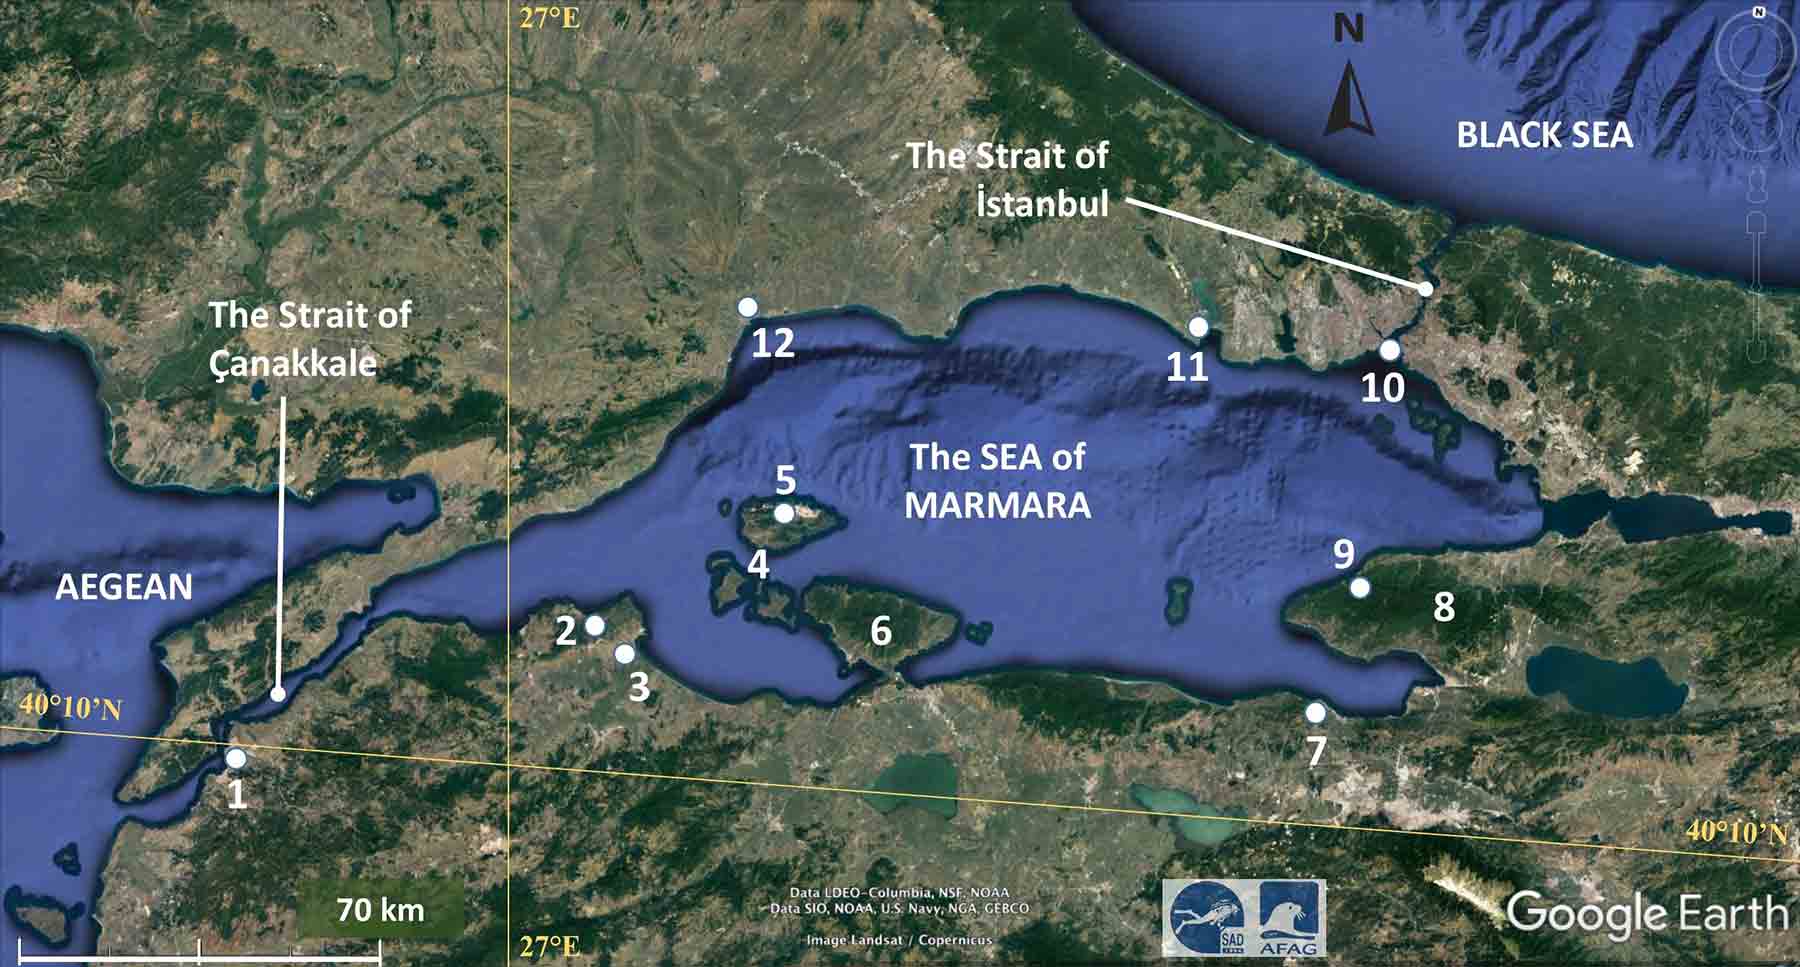 27°E
N
N
BLACK SEA
The Strait of
İstanbul
The Strait of
Çanakkale
12
11
10
The SEA of
MARMARA
5
4
9
AEGEAN
8
2
6
3
40°10'N
7
1
40°10'N
70 km
Data LDEO-Columbia, NSF, NOAA
Data SIO, NOAA, U.S. Navy, NGA, GEBCO
Image Landsat / Copernicus
SAD
AFAG
Google Earth
27°E